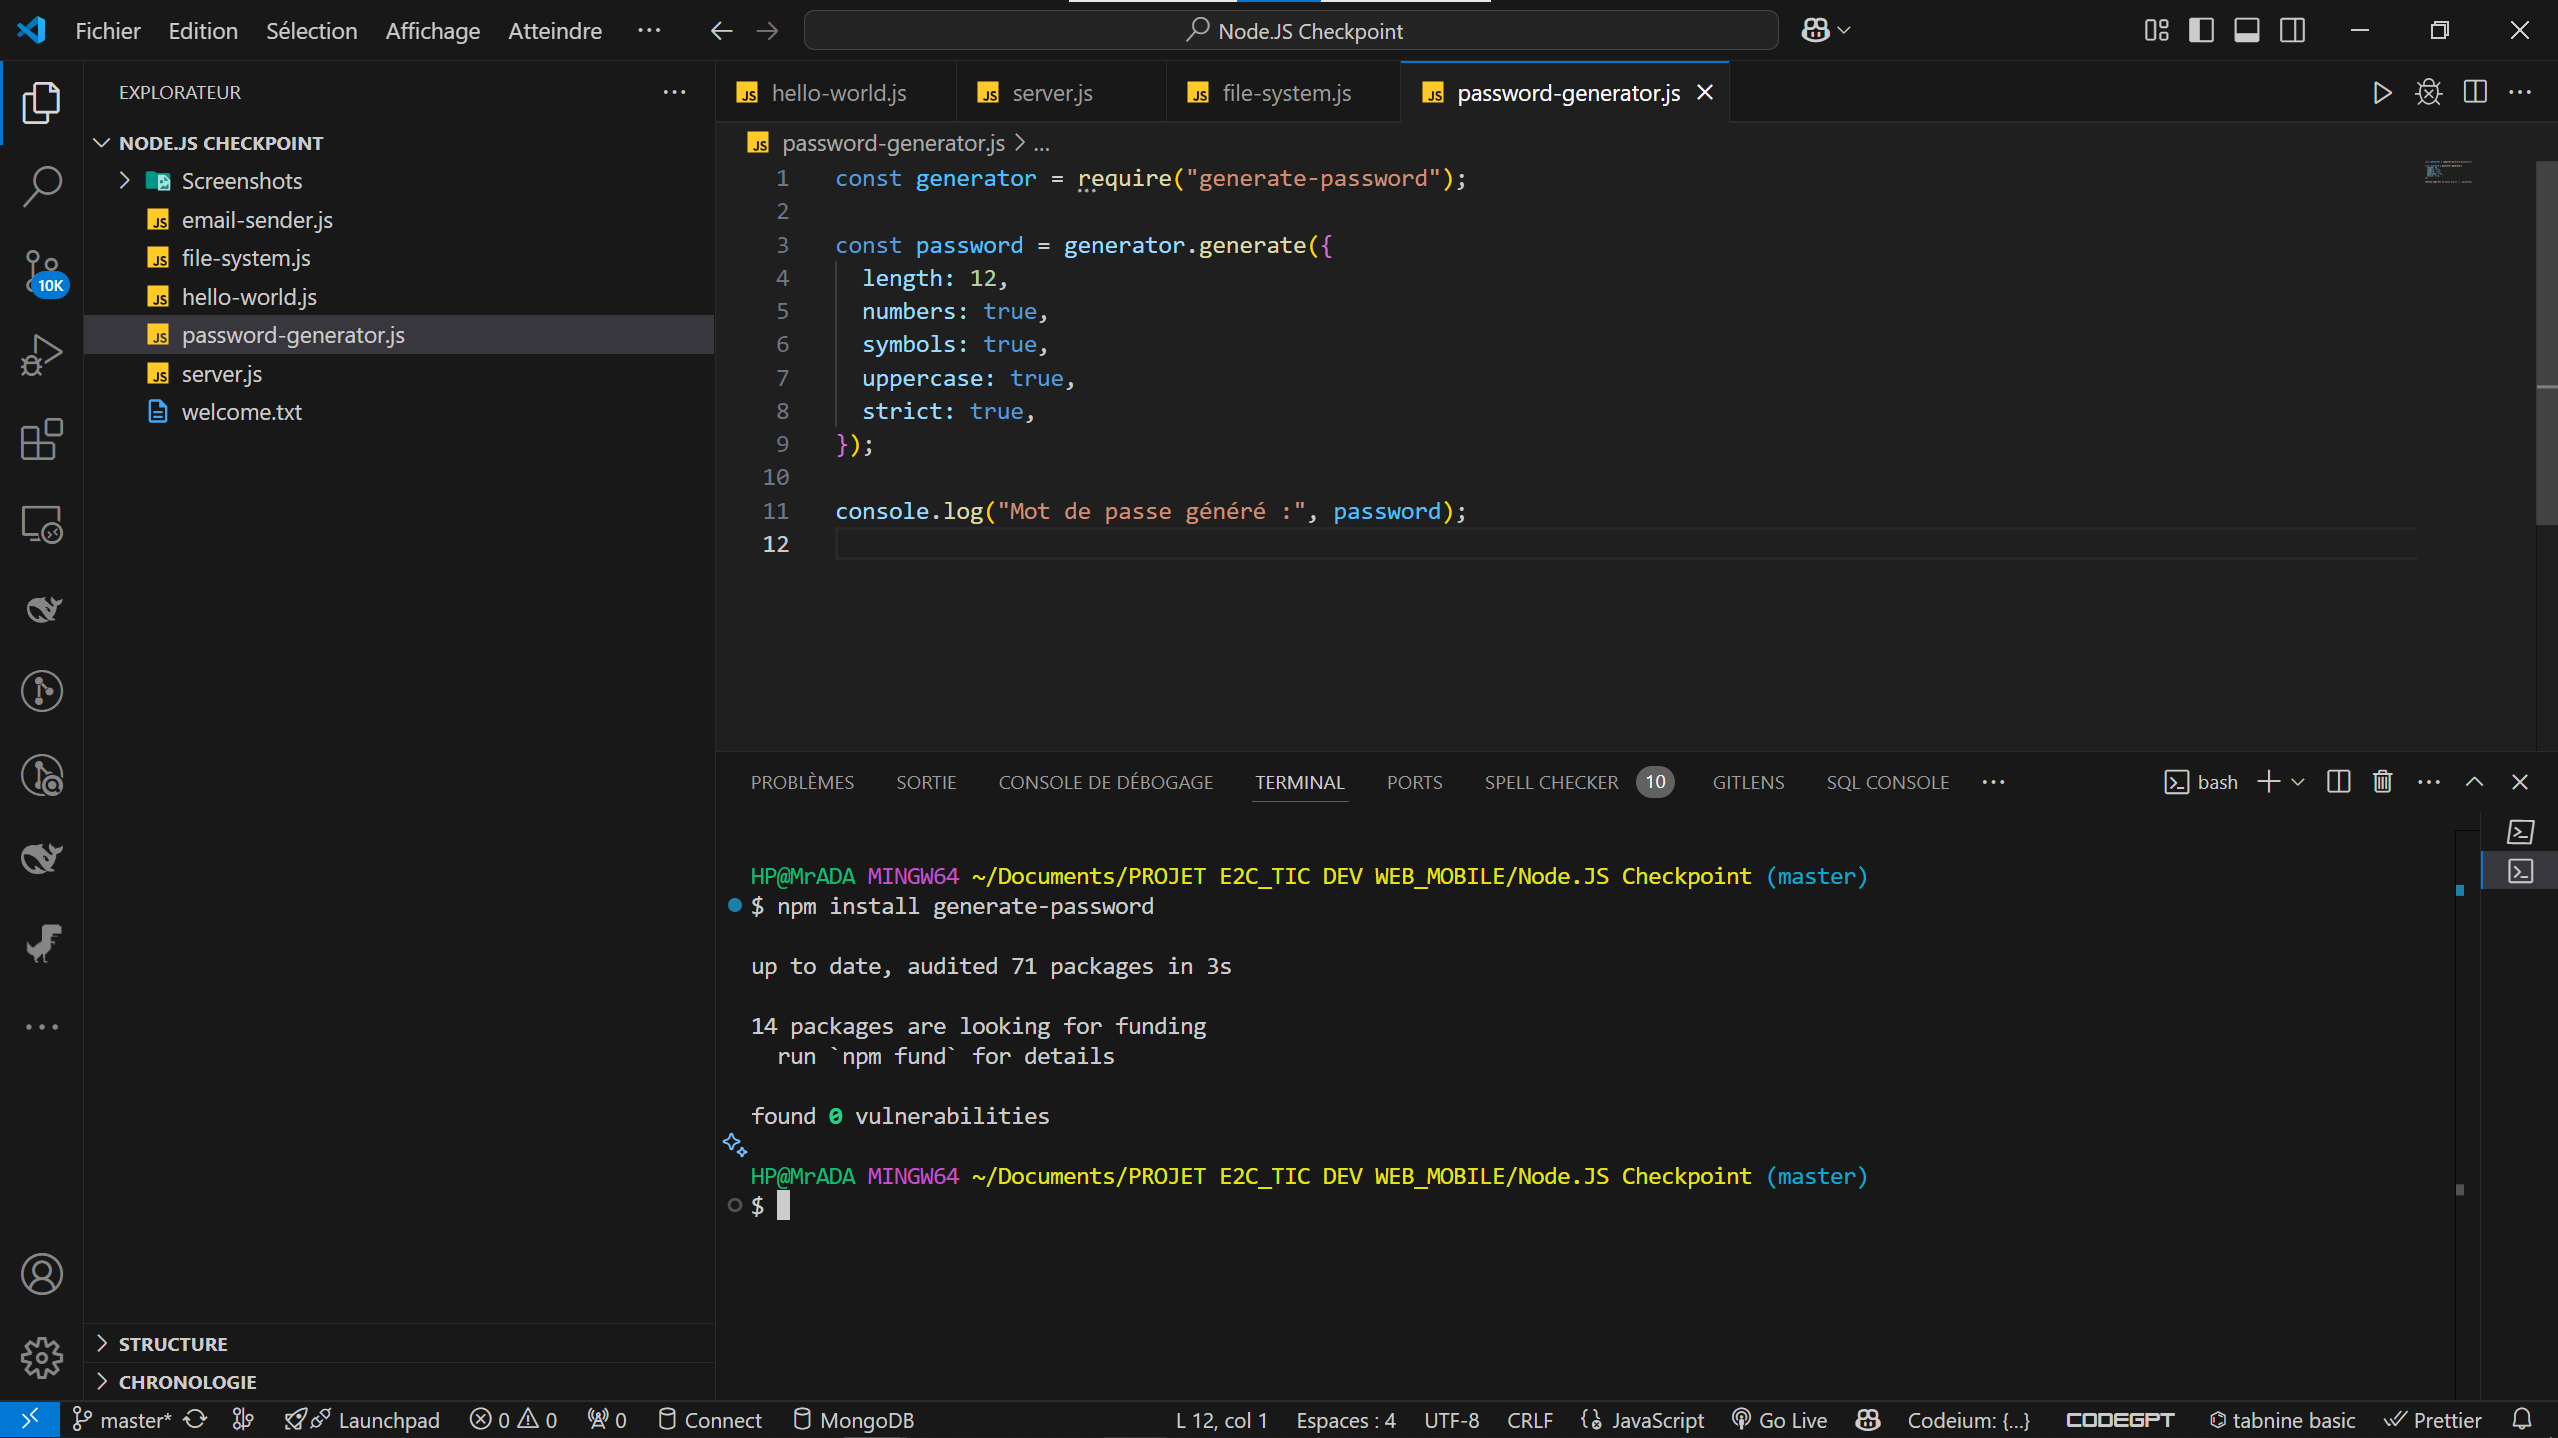 Fichier Edition Sélection Affichage Atteindre ··· Node.JS Checkpoint
EXPLORATEUR
NODE.JS CHECKPOINT
Screenshots
email-sender.js
file-system.js
hello-world.js
password-generator.js
server.js
welcome.txt
10K
STRUCTURE
CHRONOLOGIE
hello-world.js server.js file-system.js password-generator.js
password-generator.js > ...
1 const generator = require("generate-password");
2
3 const password = generator.generate({
4 length: 12,
5 numbers: true,
6 symbols: true,
7 uppercase: true,
8 strict: true,
9 });
10
11 console.log("Mot de passe généré :", password);
12
PROBLÈMES SORTIE CONSOLE DE DÉBOGAGE TERMINAL PORTS SPELL CHECKER 10 GITLENS SQL CONSOLE ··· bash
HP@MrADA MINGW64 ~/Documents/PROJET E2C_TIC DEV WEB_MOBILE/Node.JS Checkpoint (master)
$ npm install generate-password
up to date, audited 71 packages in 3s
14 packages are looking for funding
run `npm fund` for details
found 0 vulnerabilities
HP@MrADA MINGW64 ~/Documents/PROJET E2C_TIC DEV WEB_MOBILE/Node.JS Checkpoint (master)
$
master* Launchpad 0 0 0 Connect MongoDB L 12, col 1 Espaces : 4 UTF-8 CRLF JavaScript Go Live Codeium: {...} CODEGPT tabnine basic Prettier